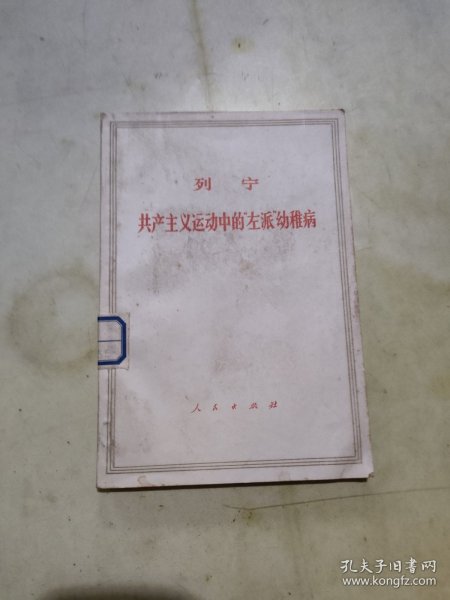 列 宁
共产主义运动中的“左派”幼稚病
人民出版社
孔夫子旧书网
www.kongfz.com